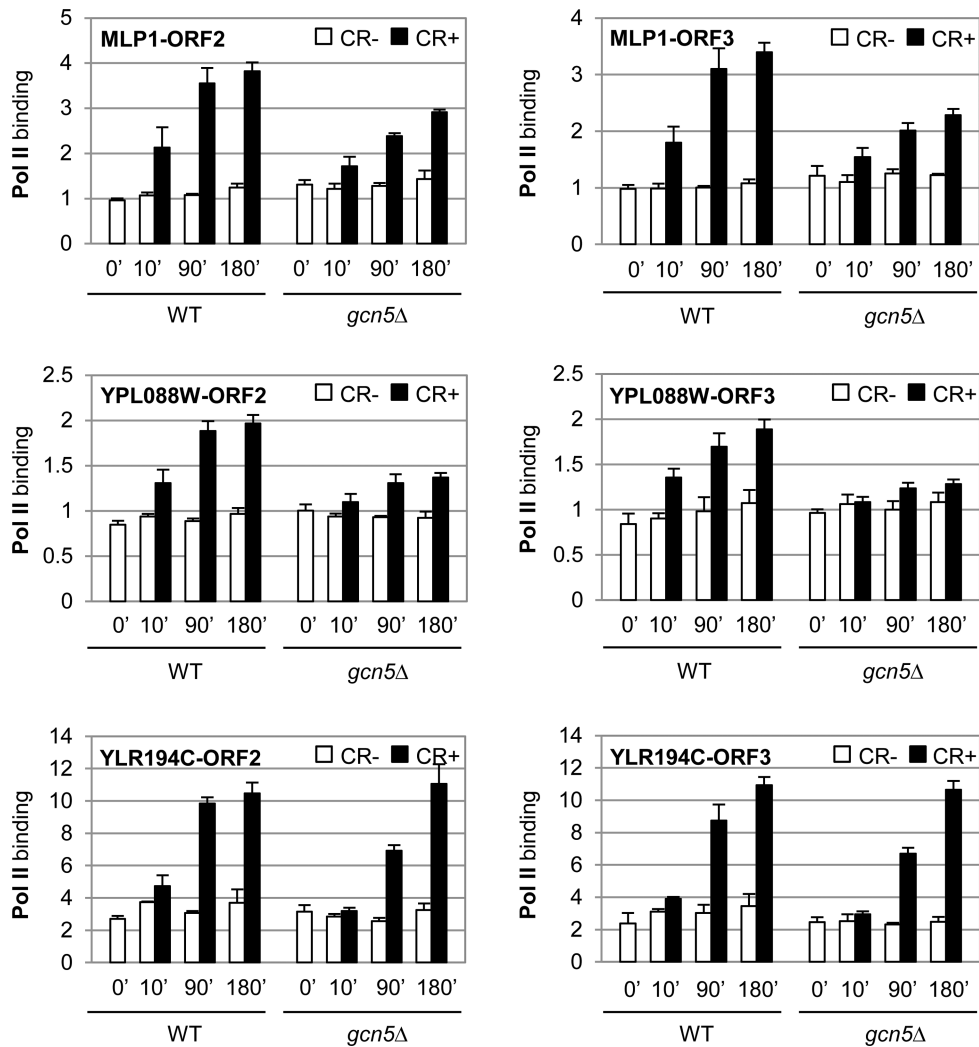 MLP1-ORF2 CR- CR+
Pol II binding
5
4
3
2
1
0
0’ 10’ 90’ 180’ 0’ 10’ 90’ 180’
WT gcn5Δ
MLP1-ORF3 CR- CR+
Pol II binding
4
3
2
1
0
0’ 10’ 90’ 180’ 0’ 10’ 90’ 180’
WT gcn5Δ
YPL088W-ORF2 CR- CR+
Pol II binding
2.5
2
1.5
1
0.5
0
0’ 10’ 90’ 180’ 0’ 10’ 90’ 180’
WT gcn5Δ
YPL088W-ORF3 CR- CR+
Pol II binding
2.5
2
1.5
1
0.5
0
0’ 10’ 90’ 180’ 0’ 10’ 90’ 180’
WT gcn5Δ
YLR194C-ORF2 CR- CR+
Pol II binding
14
12
10
8
6
4
2
0
0’ 10’ 90’ 180’ 0’ 10’ 90’ 180’
WT gcn5Δ
YLR194C-ORF3 CR- CR+
Pol II binding
14
12
10
8
6
4
2
0
0’ 10’ 90’ 180’ 0’ 10’ 90’ 180’
WT gcn5Δ